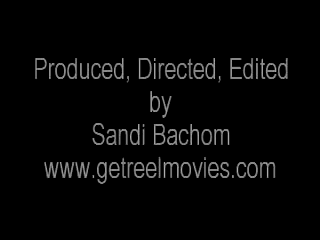 Produced, Directed, Edited
by
Sandi Bachom
www.getreelmovies.com